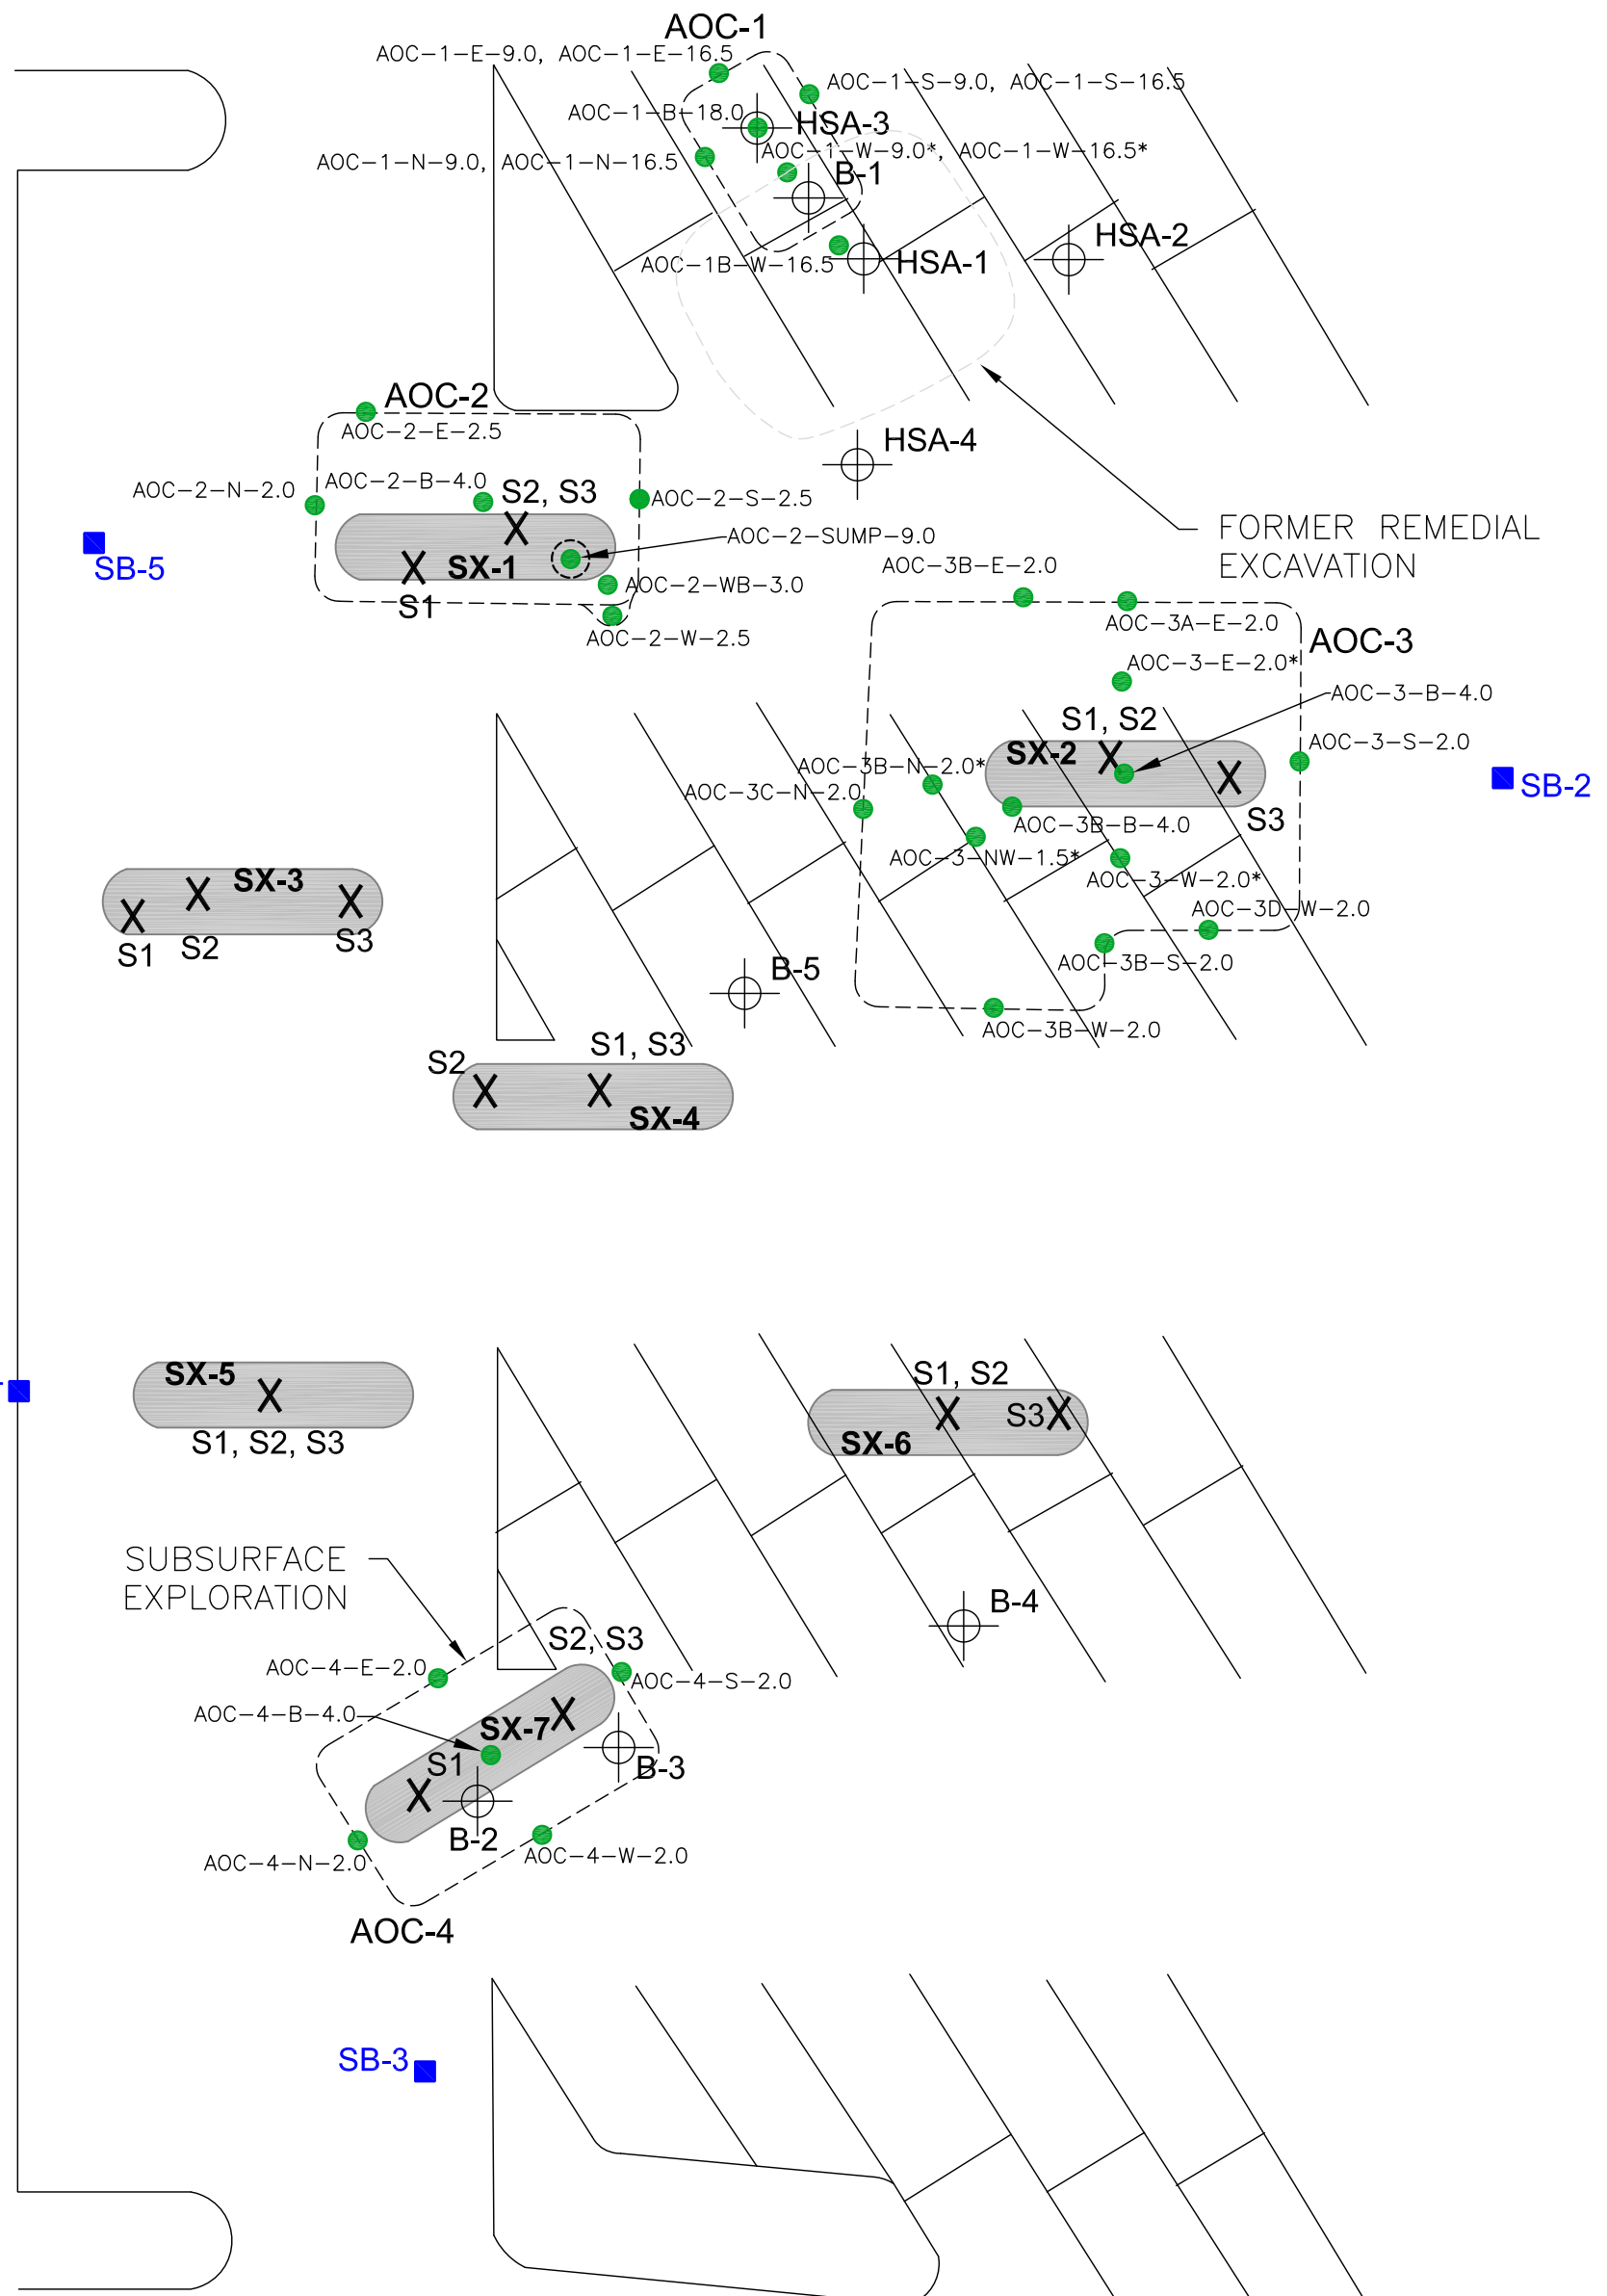 AOC-1
AOC-1-E-9.0, AOC-1-E-16.5
AOC-1-S-9.0, AOC-1-S-16.5
AOC-1-B-18.0
HSA-3
AOC-1-N-9.0, AOC-1-N-16.5
AOC-1-W-9.0*, AOC-1-W-16.5*
B-1
HSA-2
AOC-1B-W-16.5
HSA-1
AOC-2
AOC-2-E-2.5
HSA-4
AOC-2-B-4.0
AOC-2-N-2.0
S2, S3
AOC-2-S-2.5
FORMER REMEDIAL
EXCAVATION
AOC-2-SUMP-9.0
SB-5
SX-1
AOC-3B-E-2.0
AOC-2-WB-3.0
S1
AOC-3A-E-2.0
AOC-2-W-2.5
AOC-3
AOC-3-E-2.0*
AOC-3-B-4.0
S1, S2
AOC-3-S-2.0
SX-2
AOC-3B-N-2.0*
SB-2
AOC-3C-N-2.0
S3
AOC-3B-B-4.0
AOC-3-NW-1.5*
SX-3
AOC-3-W-2.0*
AOC-3D-W-2.0
S1
S2
S3
AOC-3B-S-2.0
B-5
AOC-3B-W-2.0
S1, S3
S2
SX-4
SX-5
S1, S2
S3
S1, S2, S3
SX-6
SUBSURFACE
EXPLORATION
B-4
S2, S3
AOC-4-E-2.0
AOC-4-S-2.0
AOC-4-B-4.0
SX-7
S1
B-3
B-2
AOC-4-W-2.0
AOC-4-N-2.0
AOC-4
SB-3